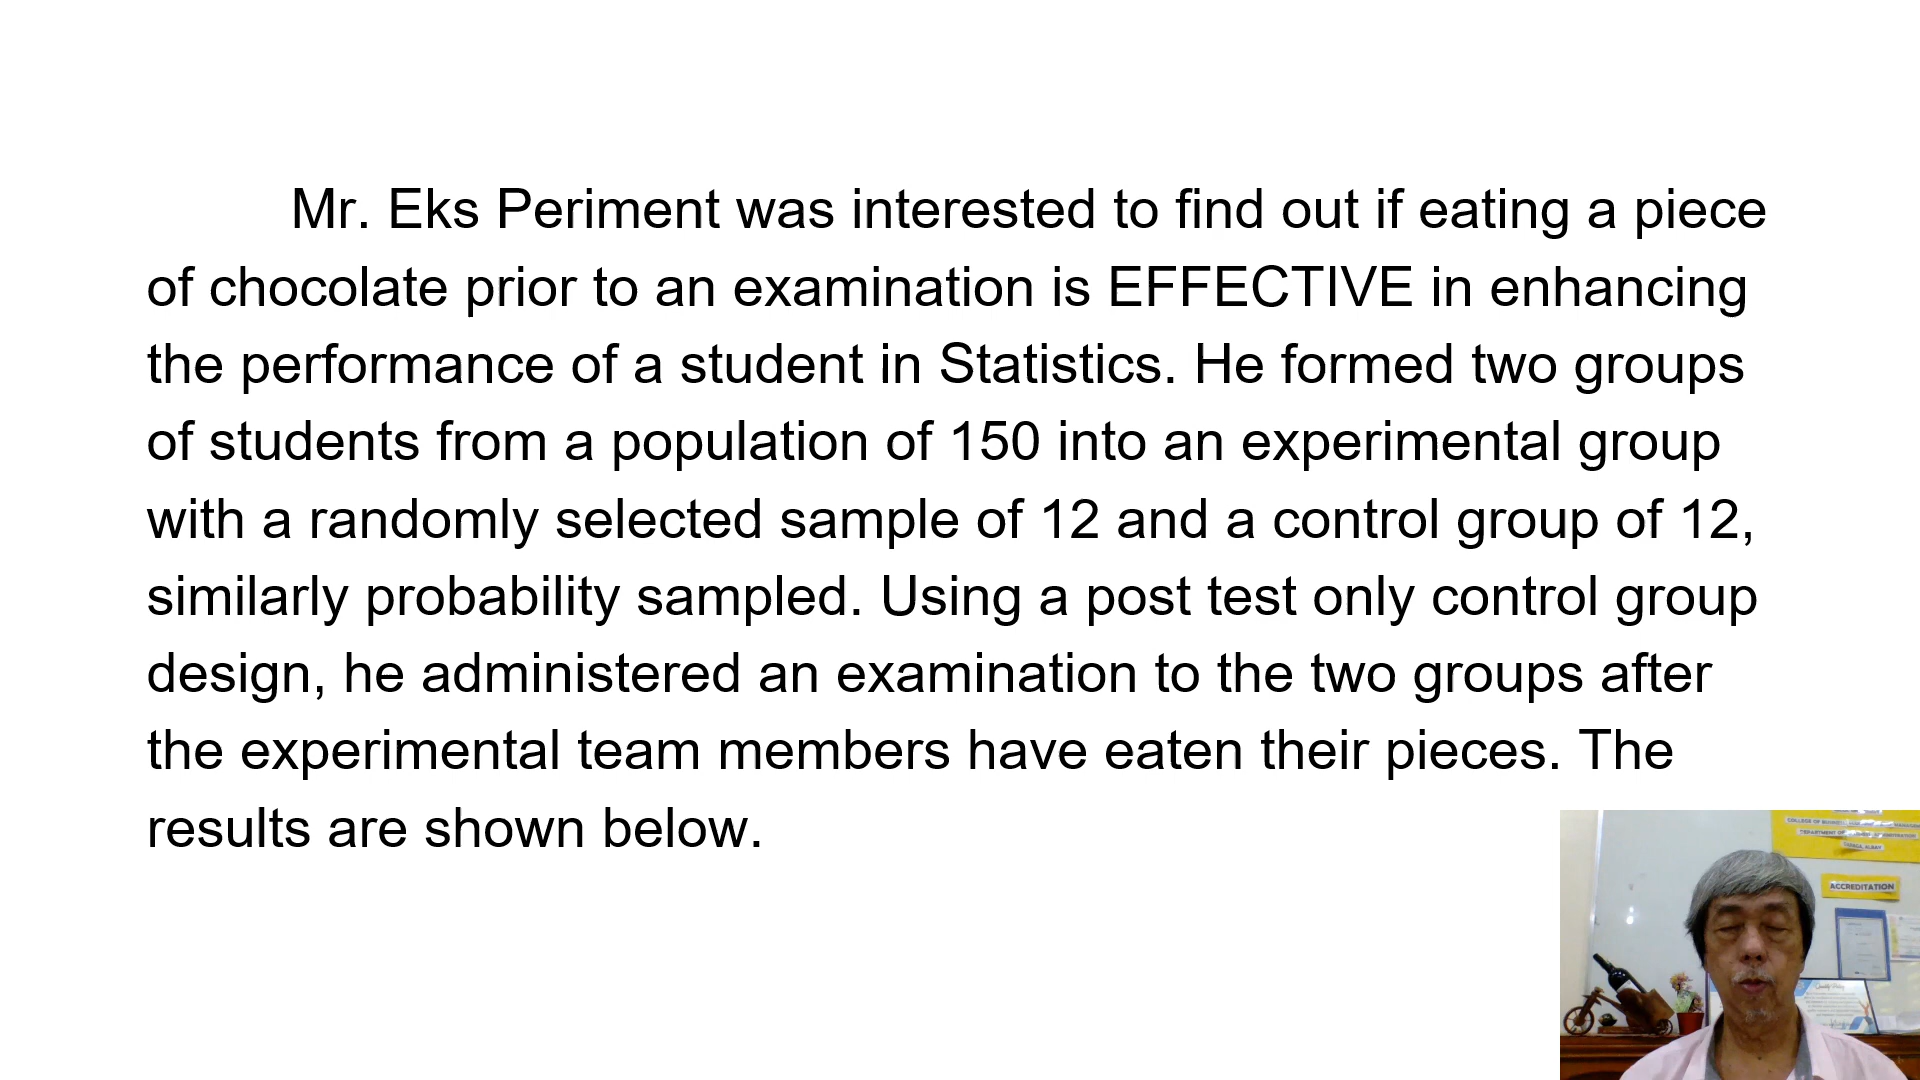 Mr. Eks Periment was interested to find out if eating a piece
of chocolate prior to an examination is EFFECTIVE in enhancing
the performance of a student in Statistics. He formed two groups
of students from a population of 150 into an experimental group
with a randomly selected sample of 12 and a control group of 12,
similarly probability sampled. Using a post test only control group
design, he administered an examination to the two groups after
the experimental team members have eaten their pieces. The
results are shown below.
ACCREDITATION